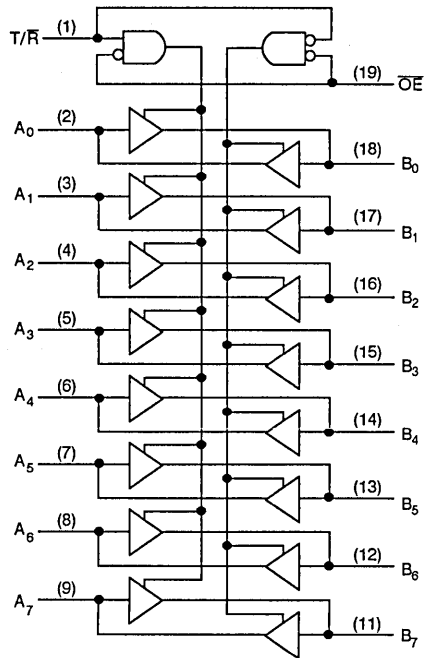 T/R̅ (1)
(19) O̅E̅
A₀ (2)
(18) B₀
A₁ (3)
(17) B₁
A₂ (4)
(16) B₂
A₃ (5)
(15) B₃
A₄ (6)
(14) B₄
A₅ (7)
(13) B₅
A₆ (8)
(12) B₆
A₇ (9)
(11) B₇